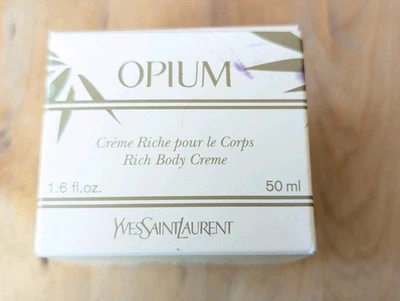 OPIUM
Crème Riche pour le Corps
Rich Body Creme
1.6 fl.oz. 50 ml
YVESSAINTLAURENT